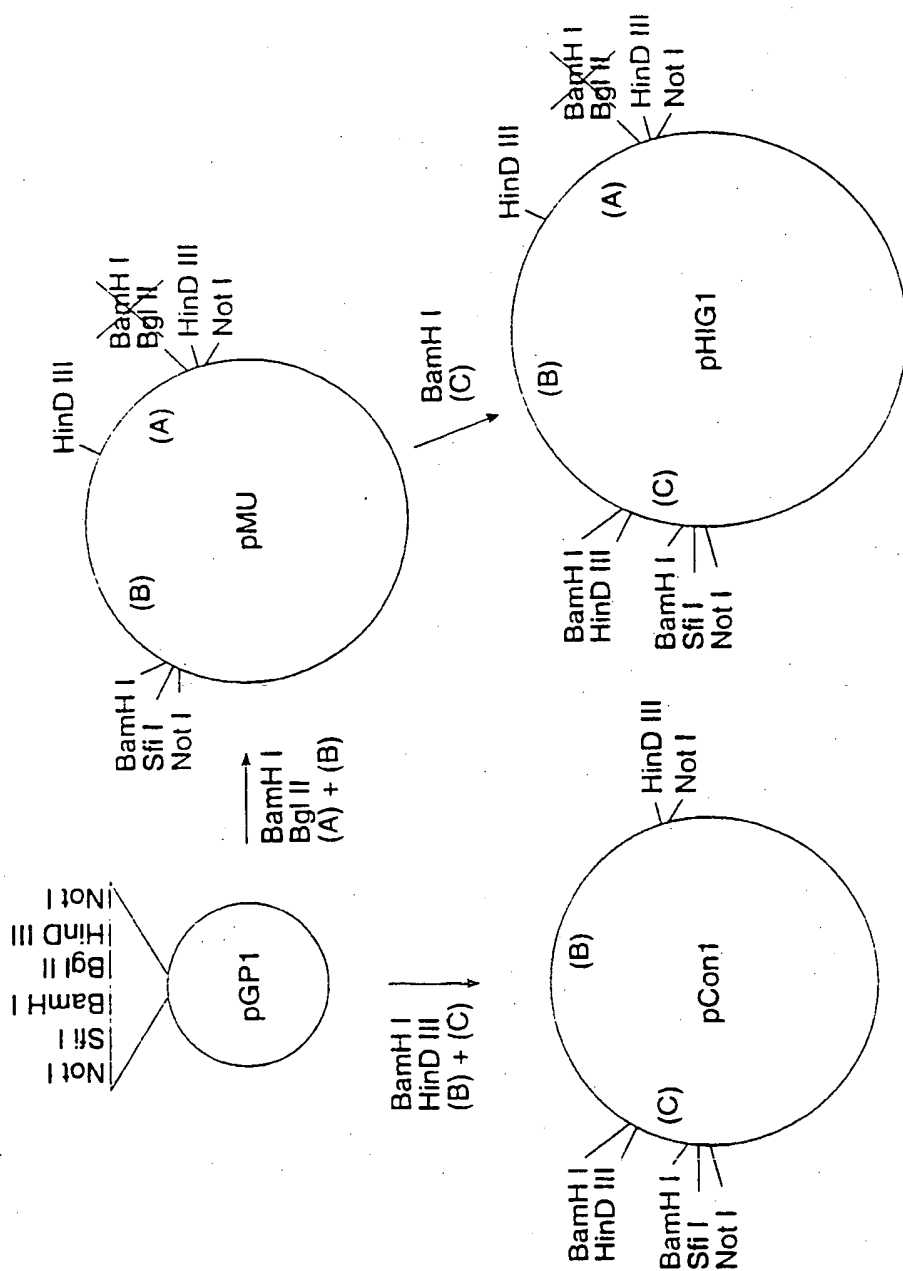 Not I
Sfi I
BamH I
Bgl II
HinD III
Not I
pGP1
BamH I
Bgl II
(A) + (B)
BamH I
Sfi I
Not I
(B)
pMU
(A)
HinD III
BamH I
Bgl II
HinD III
Not I
BamH I
HinD III
(B) + (C)
BamH I
(C)
BamH I
HinD III
(C)
BamH I
Sfi I
Not I
(B)
pCon1
HinD III
Not I
BamH I
HinD III
(C)
BamH I
Sfi I
Not I
(B)
pHIG1
HinD III
(A)
BamH I
Bgl II
HinD III
Not I